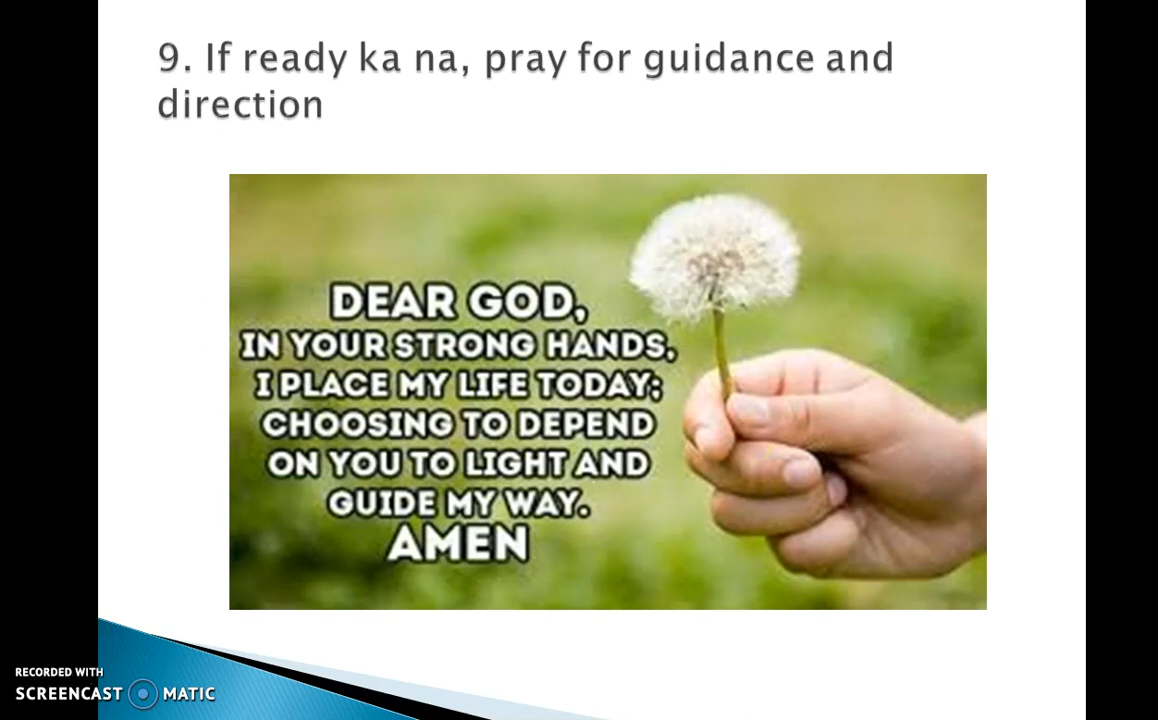 9. If ready ka na, pray for guidance and
direction
DEAR GOD,
IN YOUR STRONG HANDS,
I PLACE MY LIFE TODAY;
CHOOSING TO DEPEND
ON YOU TO LIGHT AND
GUIDE MY WAY.
AMEN
RECORDED WITH
SCREENCAST MATIC